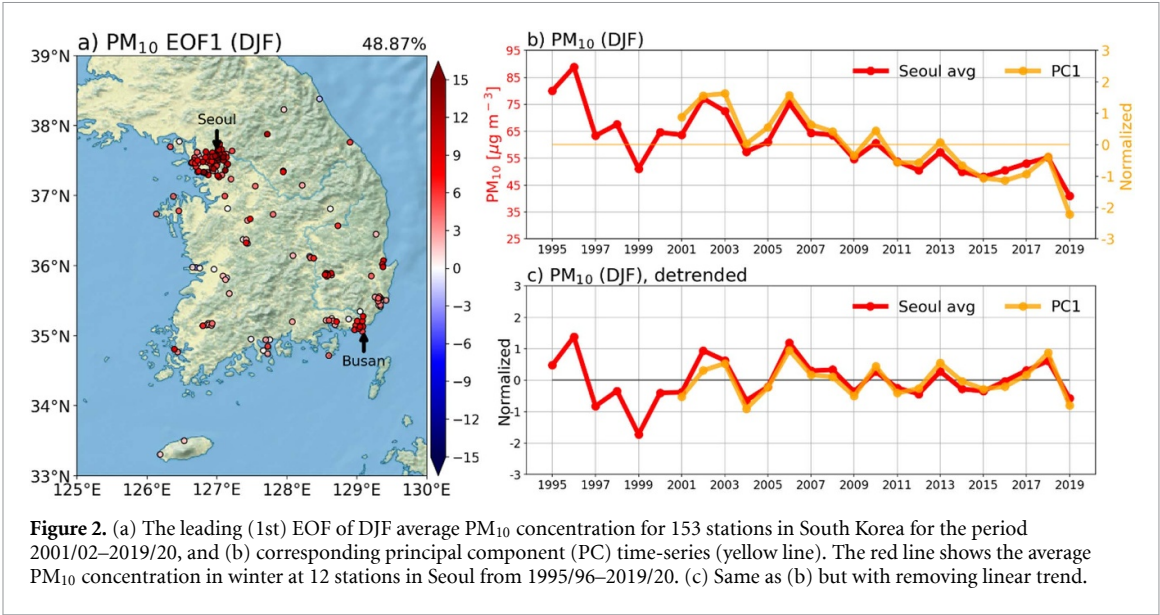 a) PM₁₀ EOF1 (DJF) 48.87%
39°N
38°N
37°N
36°N
35°N
34°N
33°N
125°E 126°E 127°E 128°E 129°E 130°E
Seoul
Busan
15
12
9
6
3
0
−3
−6
−9
−12
−15
b) PM₁₀ (DJF)
PM₁₀ [μg m⁻³]
95
85
75
65
55
45
35
25
Seoul avg PC1
3
2
1
0
-1
-2
-3
Normalized
1995 1997 1999 2001 2003 2005 2007 2009 2011 2013 2015 2017 2019
c) PM₁₀ (DJF), detrended
Normalized
3
2
1
0
-1
-2
-3
Seoul avg PC1
1995 1997 1999 2001 2003 2005 2007 2009 2011 2013 2015 2017 2019
Figure 2. (a) The leading (1st) EOF of DJF average PM₁₀ concentration for 153 stations in South Korea for the period
2001/02–2019/20, and (b) corresponding principal component (PC) time-series (yellow line). The red line shows the average
PM₁₀ concentration in winter at 12 stations in Seoul from 1995/96–2019/20. (c) Same as (b) but with removing linear trend.